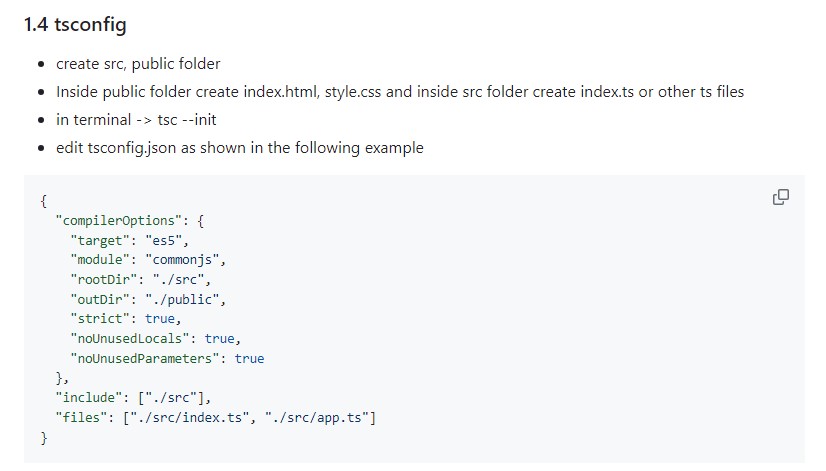 1.4 tsconfig
• create src, public folder
• Inside public folder create index.html, style.css and inside src folder create index.ts or other ts files
• in terminal -> tsc --init
• edit tsconfig.json as shown in the following example
{
  "compilerOptions": {
    "target": "es5",
    "module": "commonjs",
    "rootDir": "./src",
    "outDir": "./public",
    "strict": true,
    "noUnusedLocals": true,
    "noUnusedParameters": true
  },
  "include": ["./src"],
  "files": ["./src/index.ts", "./src/app.ts"]
}